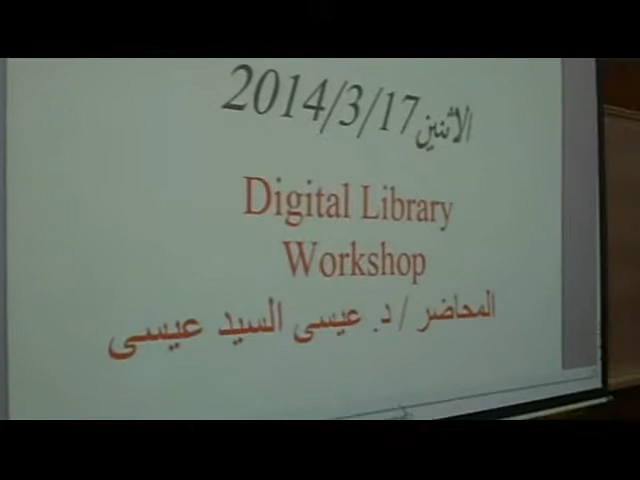 الاثنين 2014/3/17
Digital Library
Workshop
المحاضر / د. عيسى السيد عيسى